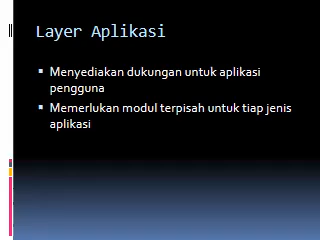 Layer Aplikasi
▪ Menyediakan dukungan untuk aplikasi
pengguna
▪ Memerlukan modul terpisah untuk tiap jenis
aplikasi